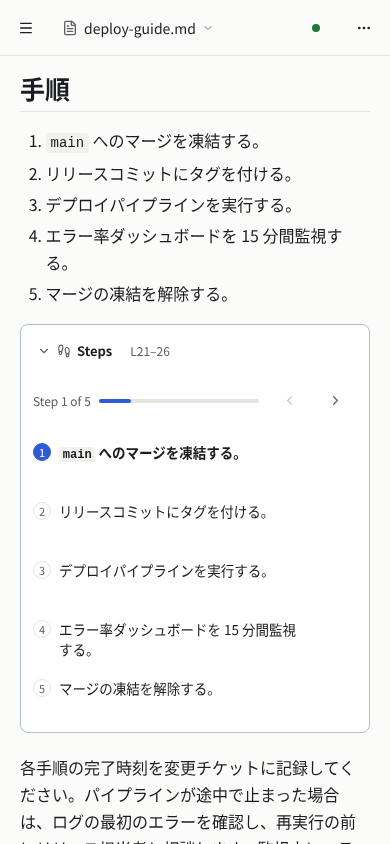 deploy-guide.md
手順
1. main へのマージを凍結する。
2. リリースコミットにタグを付ける。
3. デプロイパイプラインを実行する。
4. エラー率ダッシュボードを 15 分間監視す
る。
5. マージの凍結を解除する。
Steps L21–26
Step 1 of 5
1 main へのマージを凍結する。
2 リリースコミットにタグを付ける。
3 デプロイパイプラインを実行する。
4 エラー率ダッシュボードを 15 分間監視
する。
5 マージの凍結を解除する。
各手順の完了時刻を変更チケットに記録してく
ださい。パイプラインが途中で止まった場合
は、ログの最初のエラーを確認し、再実行の前